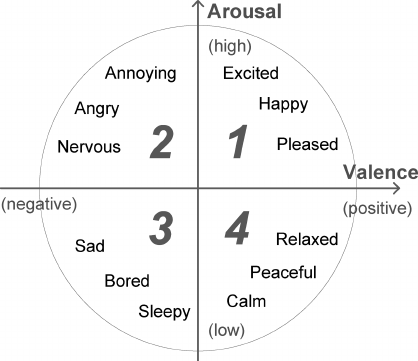 Arousal
(high)
Annoying
Excited
Angry
Happy
Nervous
2
1
Pleased
Valence
(negative)
(positive)
3
4
Sad
Relaxed
Bored
Peaceful
Sleepy
Calm
(low)